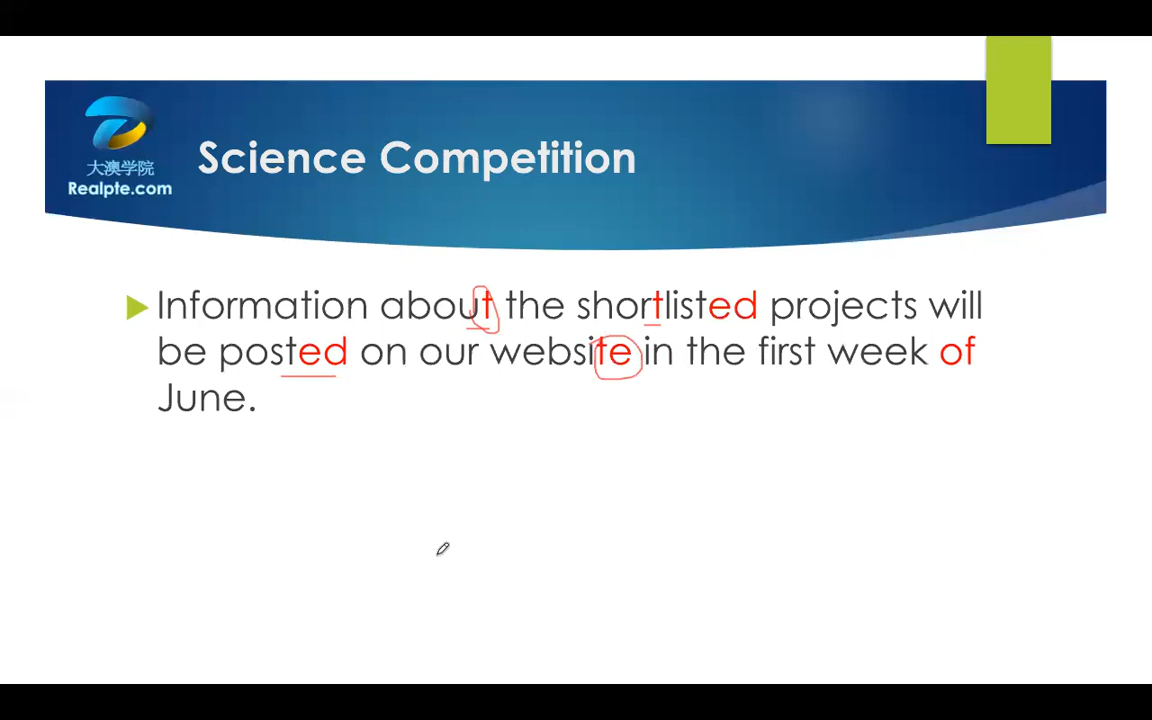 大澳学院
Realpte.com
Science Competition
Information about the shortlisted projects will
be posted on our website in the first week of
June.